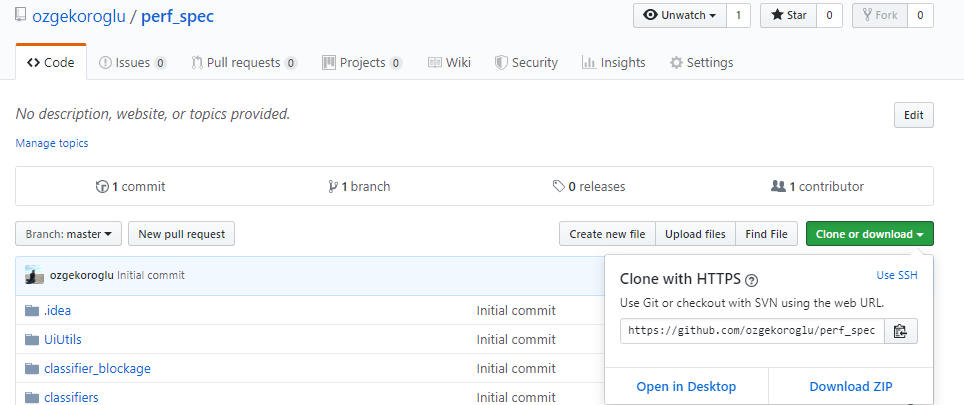 ozgekoroglu / perf_spec
Unwatch 1 Star 0 Fork 0
Code Issues 0 Pull requests 0 Projects 0 Wiki Security Insights Settings
No description, website, or topics provided.
Edit
Manage topics
1 commit 1 branch 0 releases 1 contributor
Branch: master New pull request Create new file Upload files Find File Clone or download
ozgekoroglu Initial commit
.idea Initial commit
UiUtils Initial commit
classifier_blockage Initial commit
classifiers Initial commit
Clone with HTTPS ? Use SSH
Use Git or checkout with SVN using the web URL.
https://github.com/ozgekoroglu/perf_spec
Open in Desktop Download ZIP